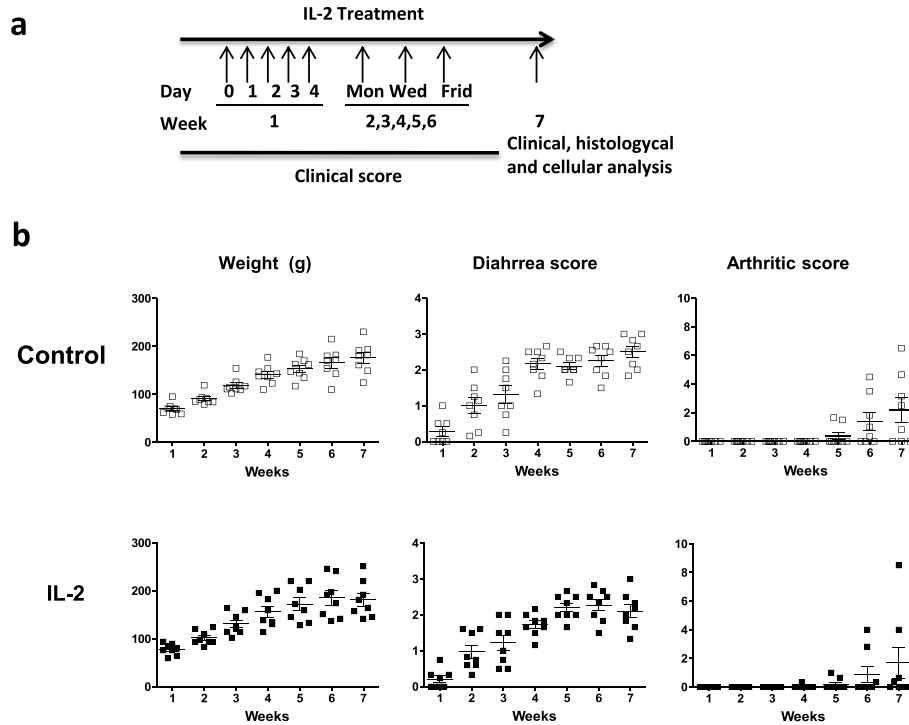 a
IL-2 Treatment
Day 0 1 2 3 4 Mon Wed Frid
Week 1 2,3,4,5,6 7
Clinical score
Clinical, histologycal
and cellular analysis
b
Weight (g) Diahrrea score Arthritic score
Control
300
200
100
0
1 2 3 4 5 6 7
Weeks
4
3
2
1
0
1 2 3 4 5 6 7
Weeks
10
8
6
4
2
0
1 2 3 4 5 6 7
Weeks
IL-2
300
200
100
0
1 2 3 4 5 6 7
Weeks
4
3
2
1
0
1 2 3 4 5 6 7
Weeks
10
8
6
4
2
0
1 2 3 4 5 6 7
Weeks